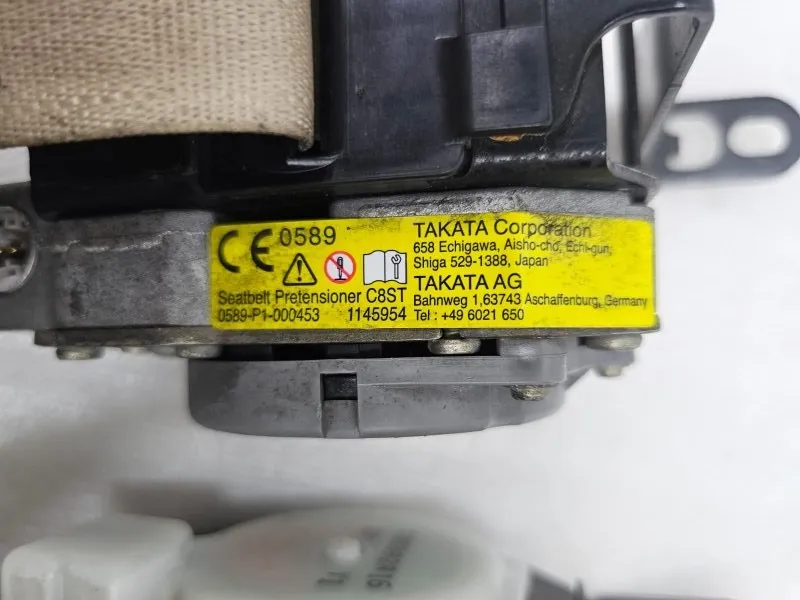 CE 0589
TAKATA Corporation
658 Echigawa, Aisho-cho, Echi-gun,
Shiga 529-1388, Japan
TAKATA AG
Bahnweg 1,63743 Aschaffenburg, Germany
Tel : +49 6021 650
Seatbelt Pretensioner C8ST
0589-P1-000453 1145954